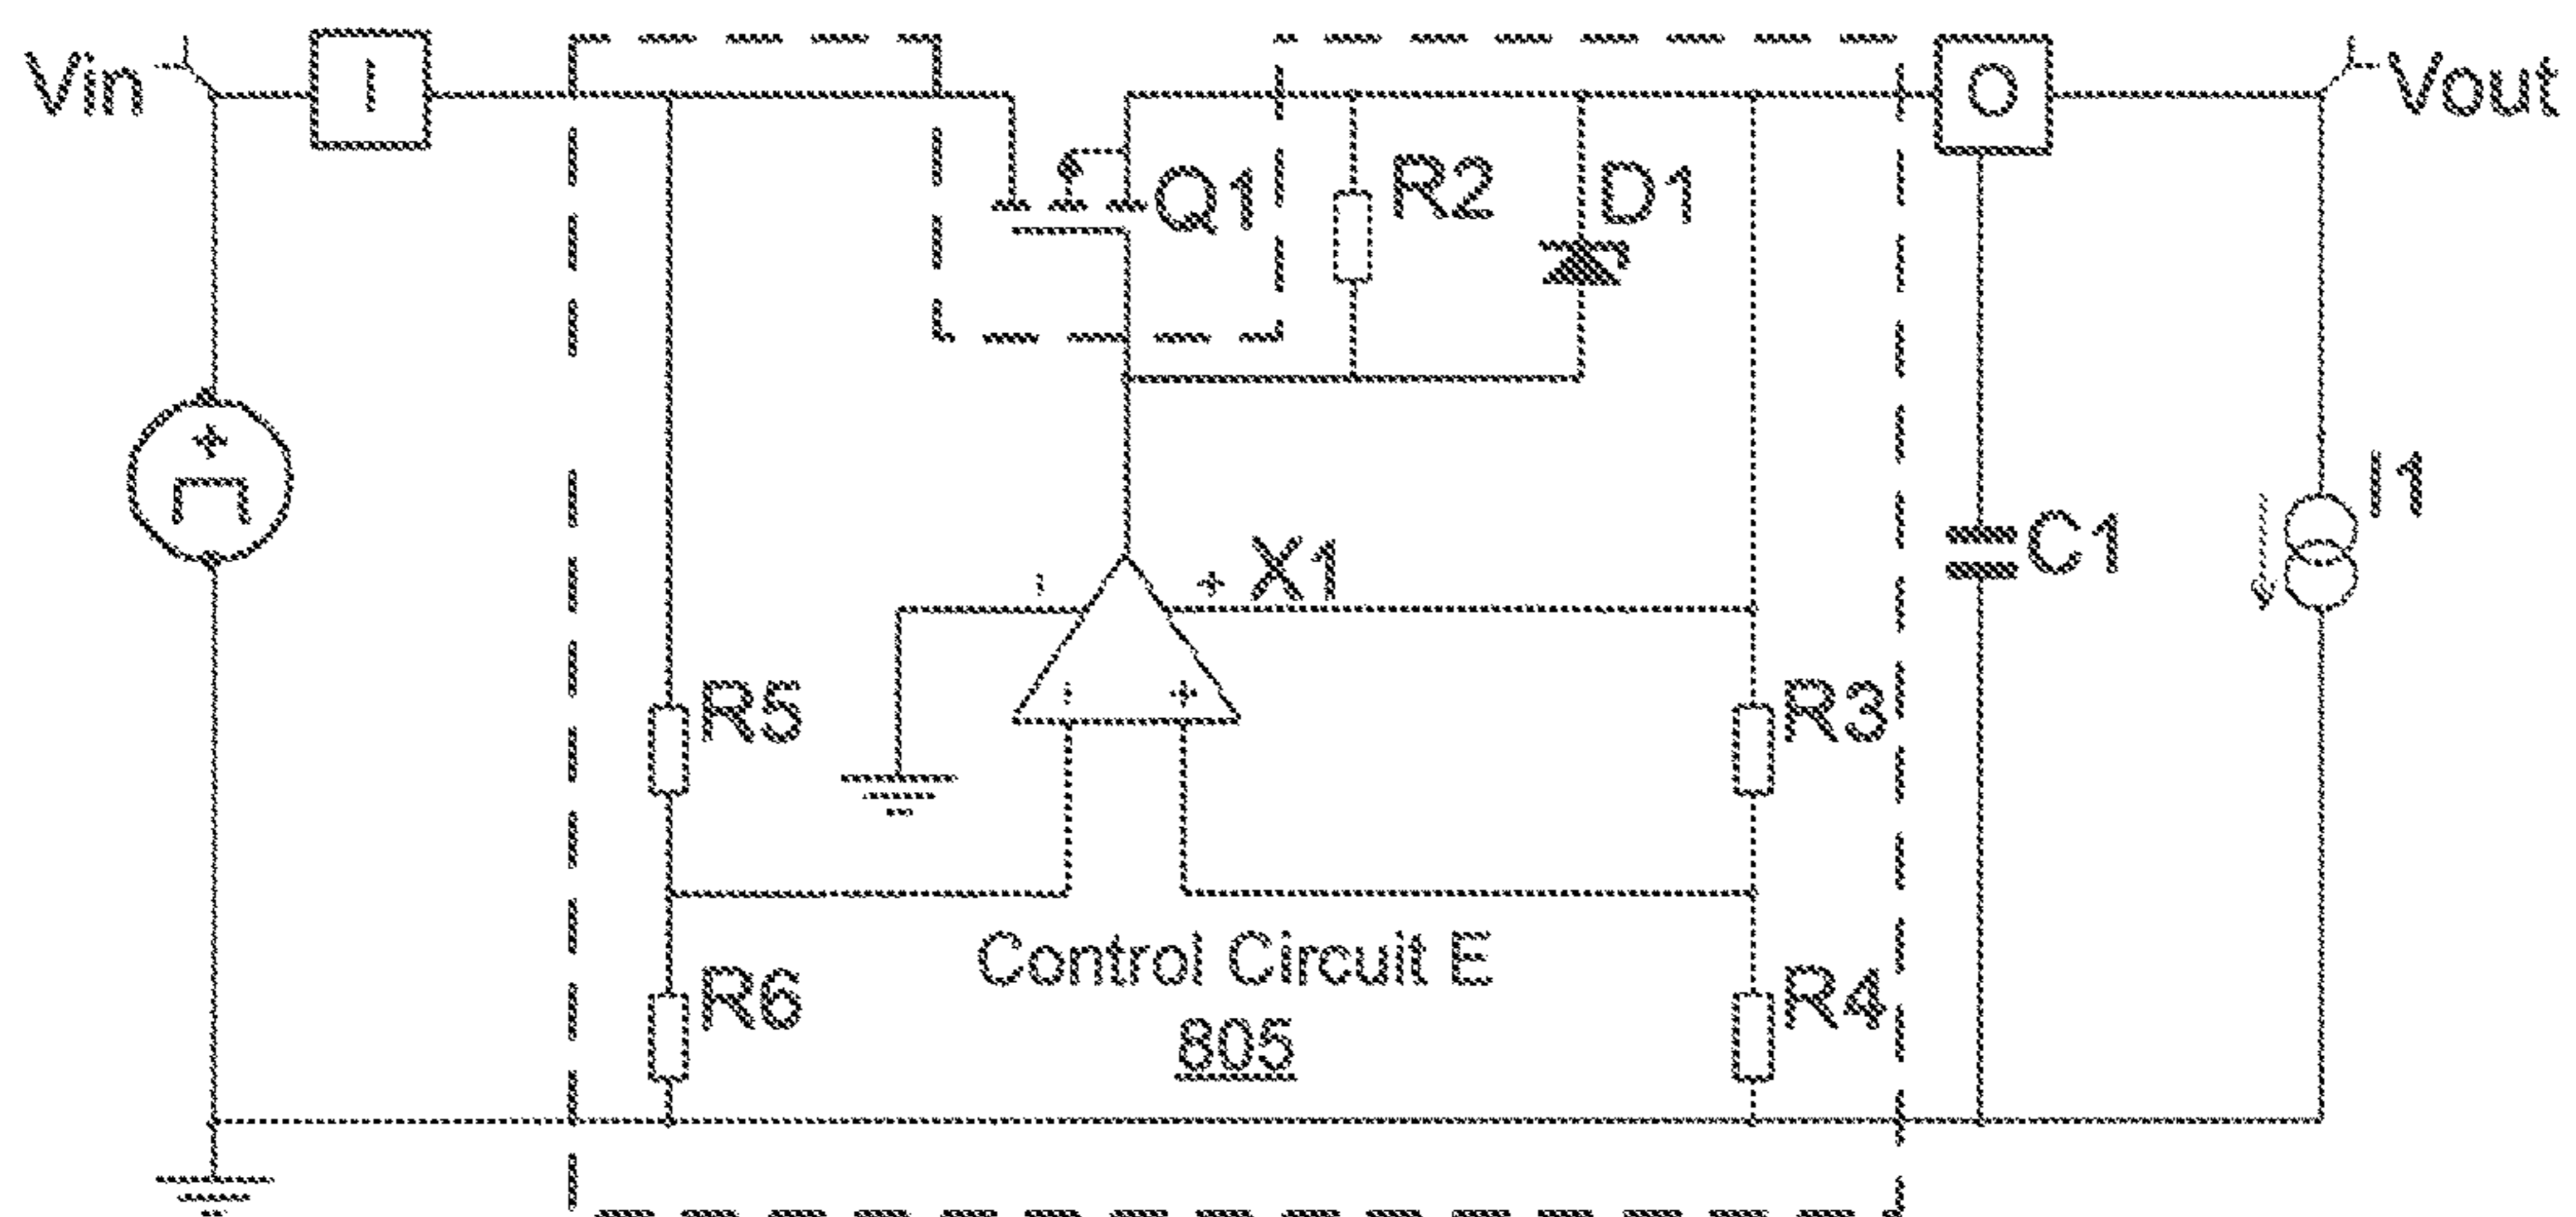 Vin
I
O
Vout
Q1
R2
D1
+
I1
C1
-
+
X1
-
+
R5
R3
Control Circuit E
R6
R4
805